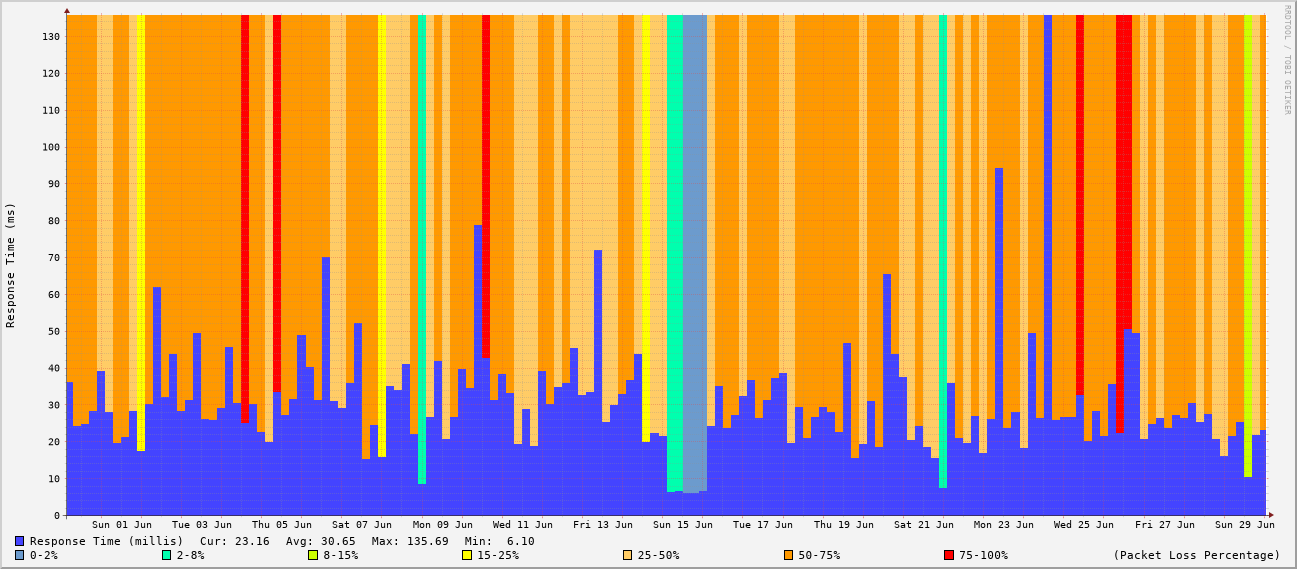 RRDTOOL / TOBI OETIKER
Response Time (ms)
130
120
110
100
90
80
70
60
50
40
30
20
10
0
Sun 01 Jun Tue 03 Jun Thu 05 Jun Sat 07 Jun Mon 09 Jun Wed 11 Jun Fri 13 Jun Sun 15 Jun Tue 17 Jun Thu 19 Jun Sat 21 Jun Mon 23 Jun Wed 25 Jun Fri 27 Jun Sun 29 Jun
Response Time (millis) Cur: 23.16 Avg: 30.65 Max: 135.69 Min: 6.10
0-2% 2-8% 8-15% 15-25% 25-50% 50-75% 75-100% (Packet Loss Percentage)